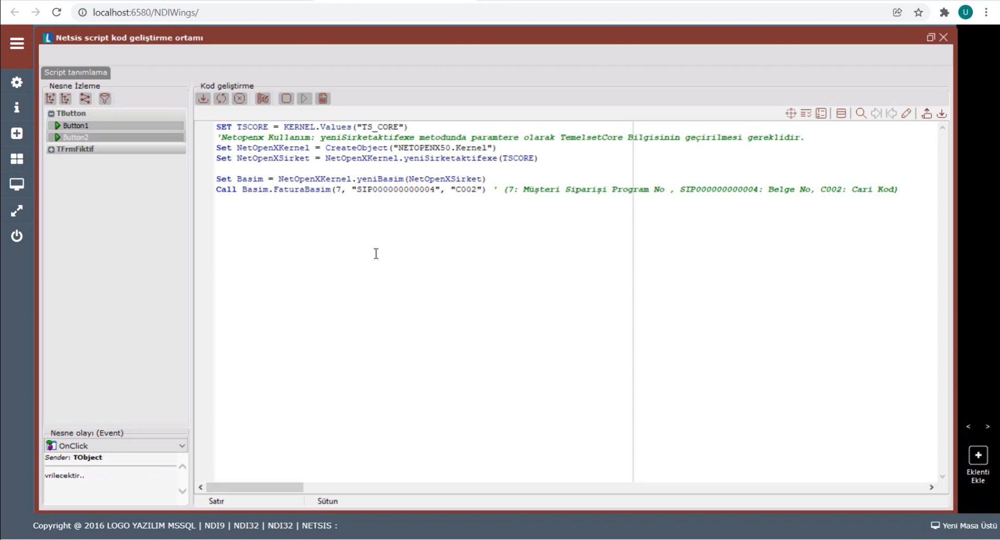 localhost:6580/NDIWings/
U
Netsis script kod geliştirme ortamı
Script tanımlama
Nesne İzleme
TButton
Button1
Button2
TFrmFiktif
Kod geliştirme
SET TSCORE = KERNEL.Values("TS_CORE")
'Netopenx Kullanım: yeniSirketaktifexe metodunda paramtere olarak TemelsetCore Bilgisinin geçirilmesi gereklidir.
Set NetOpenXKernel = CreateObject("NETOPENX50.Kernel")
Set NetOpenXSirket = NetOpenXKernel.yeniSirketaktifexe(TSCORE)
Set Basim = NetOpenXKernel.yeniBasim(NetOpenXSirket)
Call Basim.FaturaBasim(7, "SIP000000000004", "C002") ' (7: Müşteri Siparişi Program No , SIP000000000004: Belge No, C002: Cari Kod)
Nesne olayı (Event)
OnClick
Sender: TObject
vrilecektir..
Satır
Sütun
< >
Eklenti
Ekle
Copyright @ 2016 LOGO YAZILIM MSSQL | NDI9 | NDI32 | NDI32 | NETSIS :
Yeni Masa Üstü